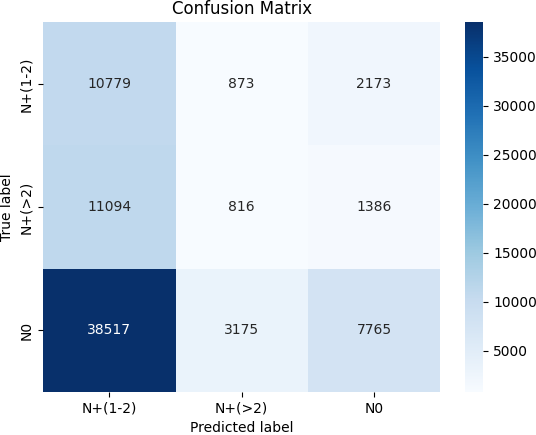 Confusion Matrix
True label
N+(1-2)
10779 873 2173
N+(>2)
11094 816 1386
N0
38517 3175 7765
N+(1-2) N+(>2) N0
Predicted label
35000
30000
25000
20000
15000
10000
5000